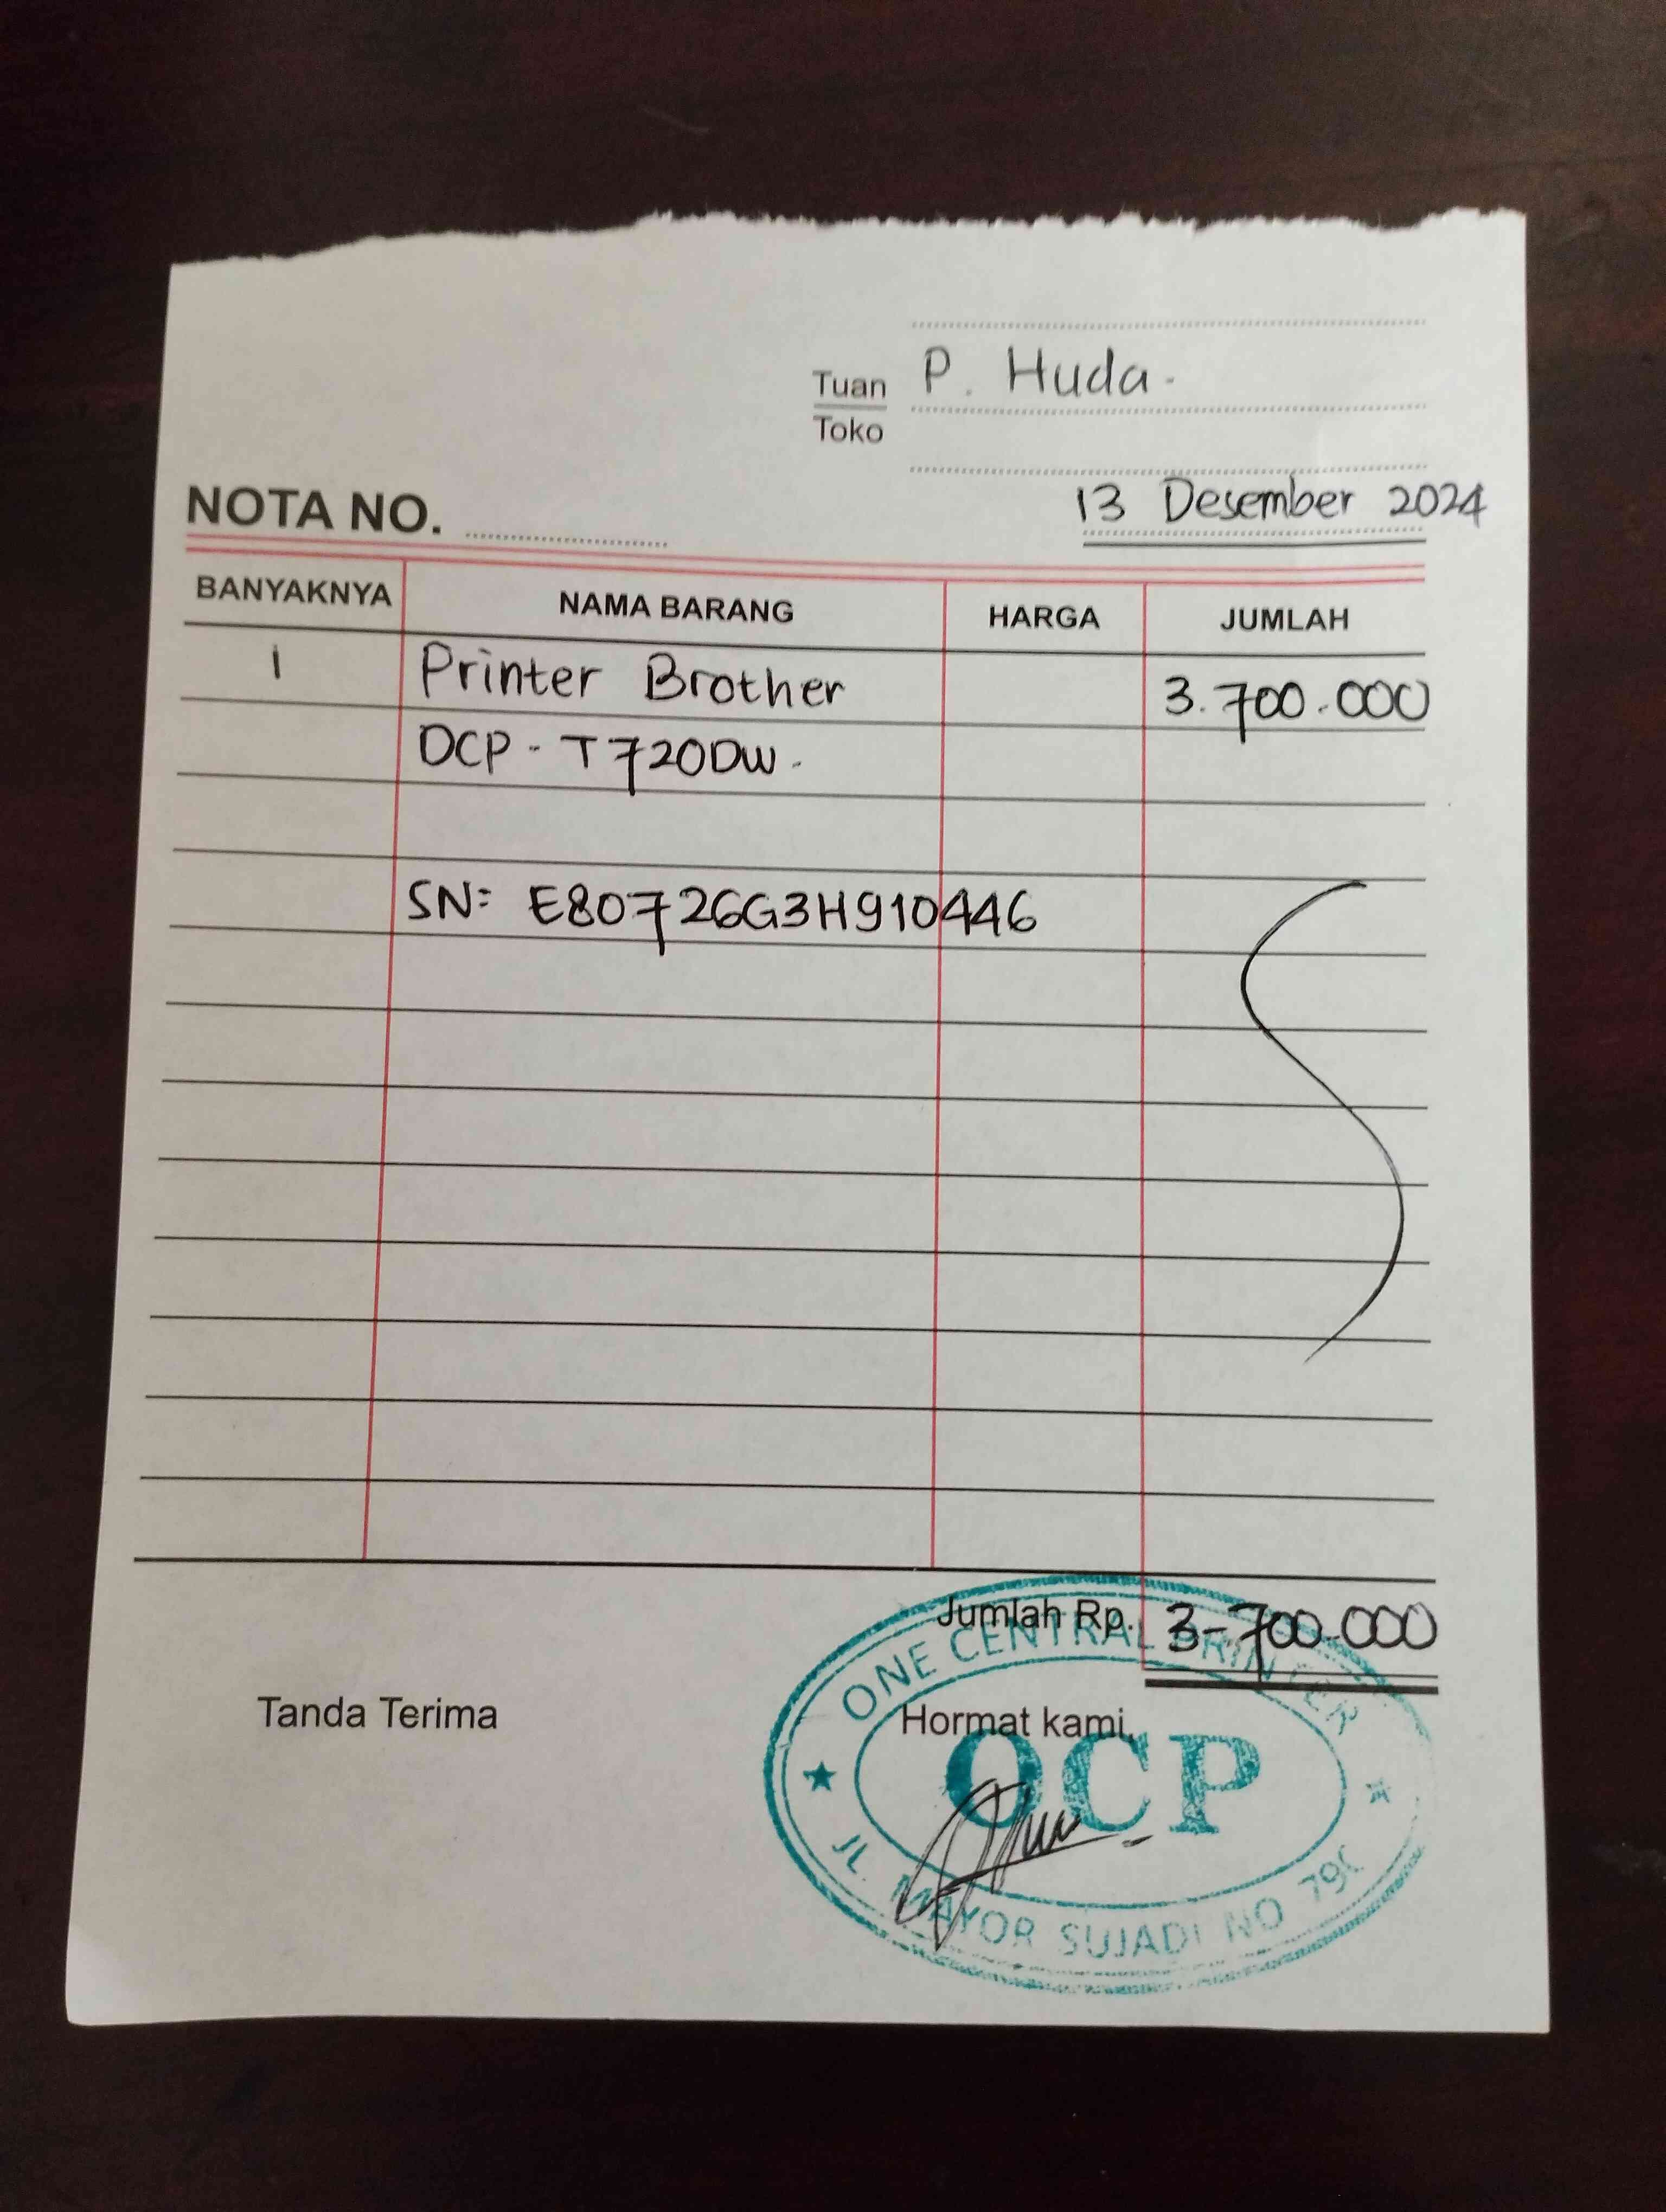 Tuan P. Huda.
Toko
NOTA NO.
13 Desember 2024
BANYAKNYA NAMA BARANG HARGA JUMLAH
1 Printer Brother 3.700.000
DCP - T720DW.
SN: E80726G3H910446
Jumlah Rp. 3.700.000
Tanda Terima
Hormat kami,
ONE CENTRAL PRINTER
OCP
JL. MAYOR SUJADI NO